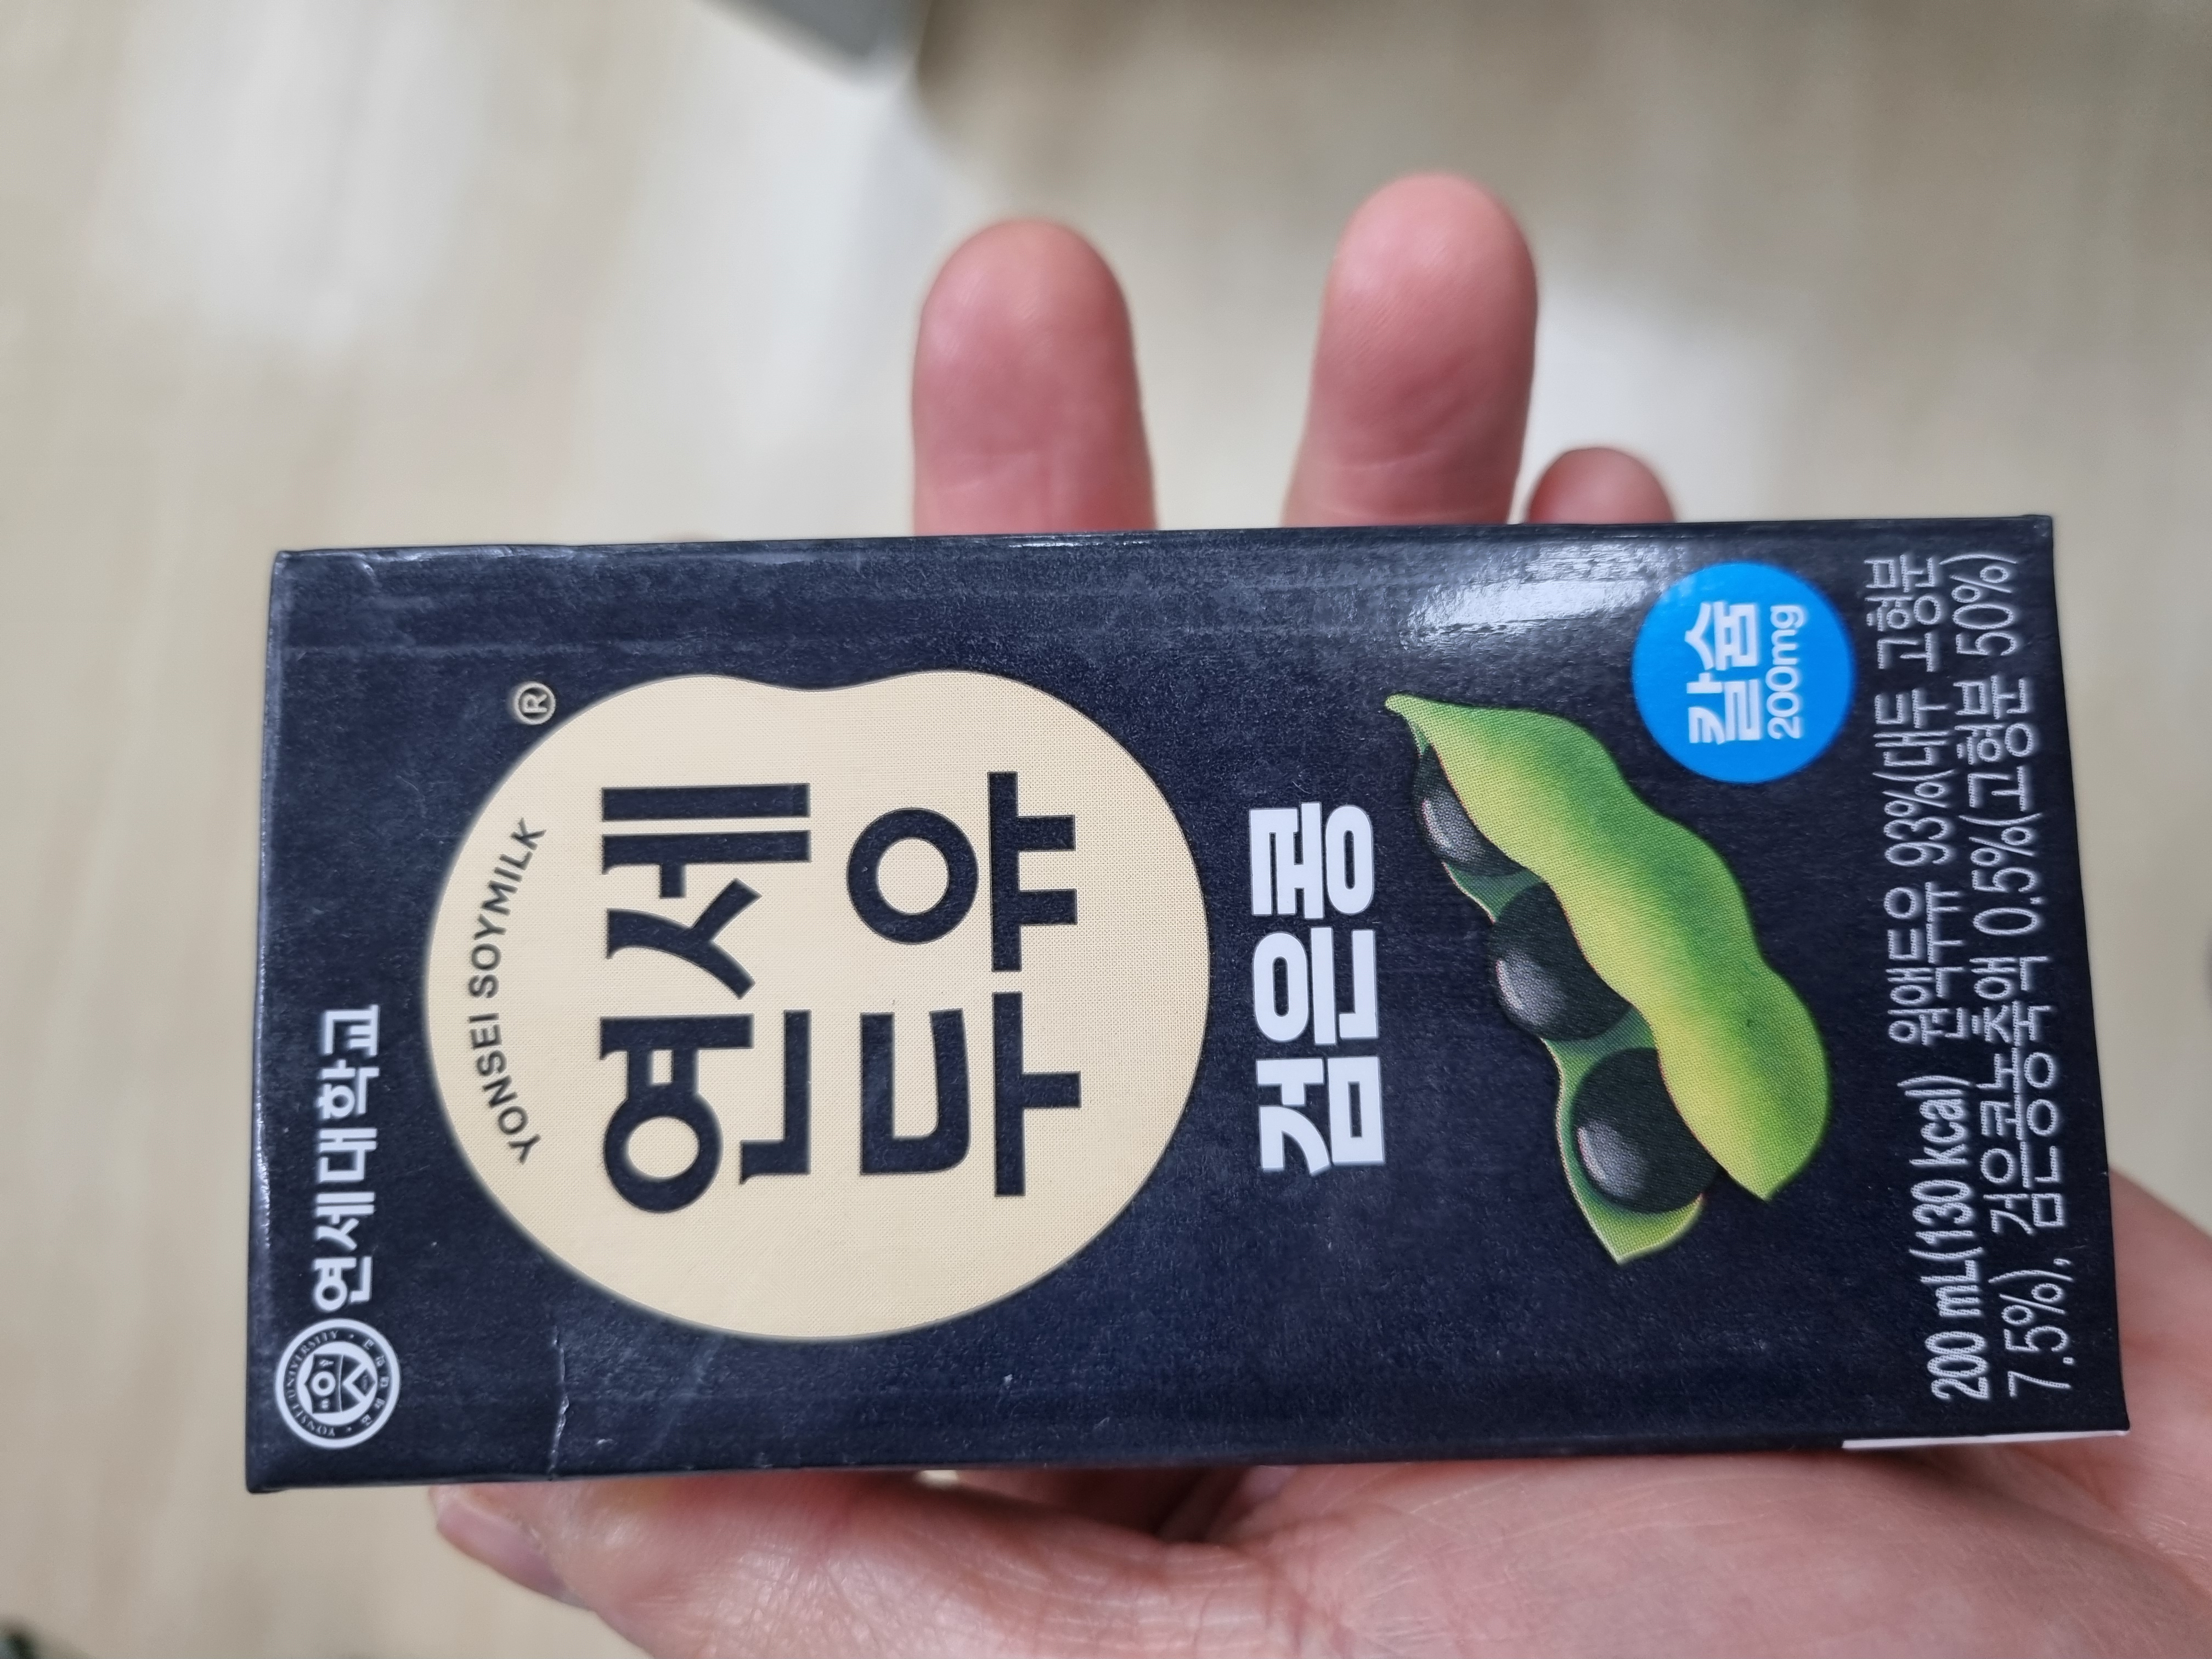 연세대학교
YONSEI SOYMILK
®
연세
두유
검은콩
칼슘
200mg
200 mL(130 kcal) 원액두유 93%(대두 고형분
7.5%), 검은콩농축액 0.5%(고형분 50%)